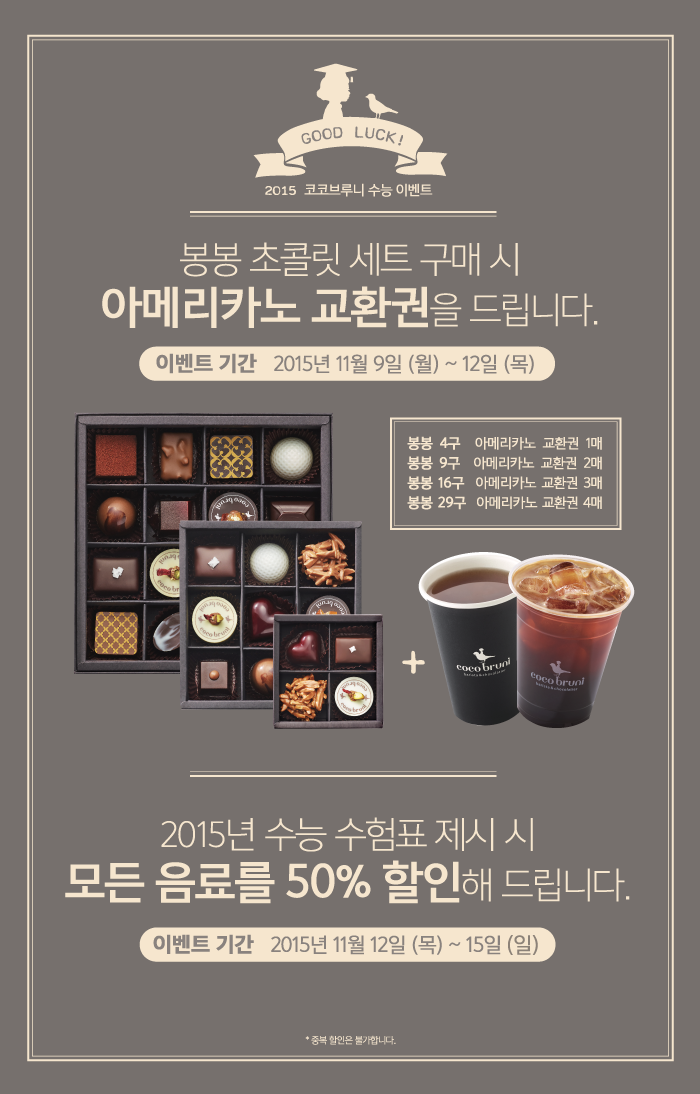 GOOD LUCK!
2015 코코브루니 수능 이벤트
봉봉 초콜릿 세트 구매 시
아메리카노 교환권을 드립니다.
이벤트 기간 2015년 11월 9일 (월) ~ 12일 (목)
봉봉 4구 아메리카노 교환권 1매
봉봉 9구 아메리카노 교환권 2매
봉봉 16구 아메리카노 교환권 3매
봉봉 29구 아메리카노 교환권 4매
coco bruni
coco bruni
coco bruni
coco bruni
+
coco bruni
coco bruni
2015년 수능 수험표 제시 시
모든 음료를 50% 할인해 드립니다.
이벤트 기간 2015년 11월 12일 (목) ~ 15일 (일)
* 중복 할인은 불가합니다.